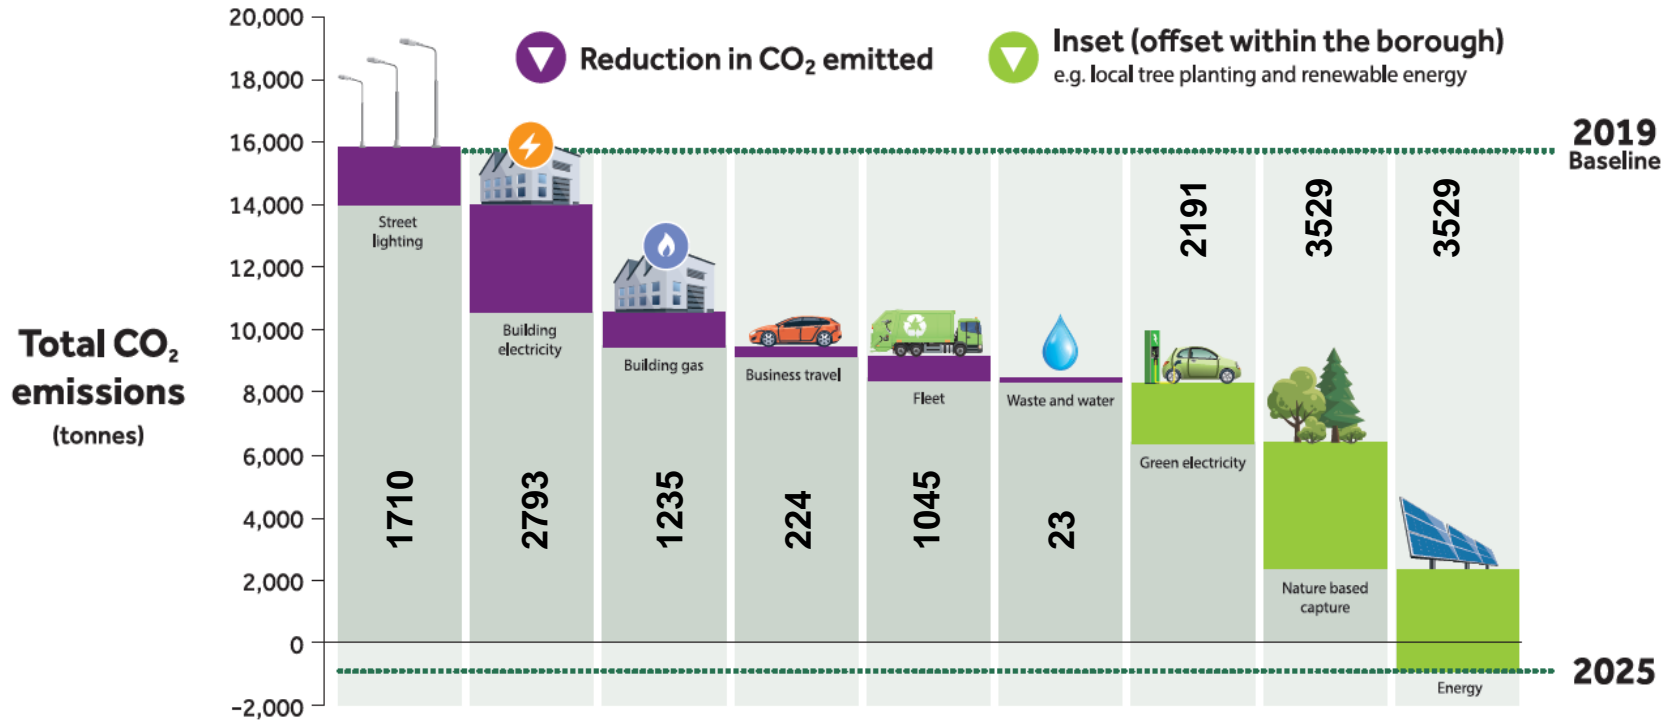 20,000
18,000
16,000
14,000
12,000
10,000
8,000
6,000
4,000
2,000
0
-2,000
Total CO₂
emissions
(tonnes)
Reduction in CO₂ emitted
Inset (offset within the borough)
e.g. local tree planting and renewable energy
2019
Baseline
2025
Street
lighting
1710
Building
electricity
2793
Building gas
1235
Business travel
224
Fleet
1045
Waste and water
23
2191
Green electricity
3529
Nature based
capture
3529
Energy